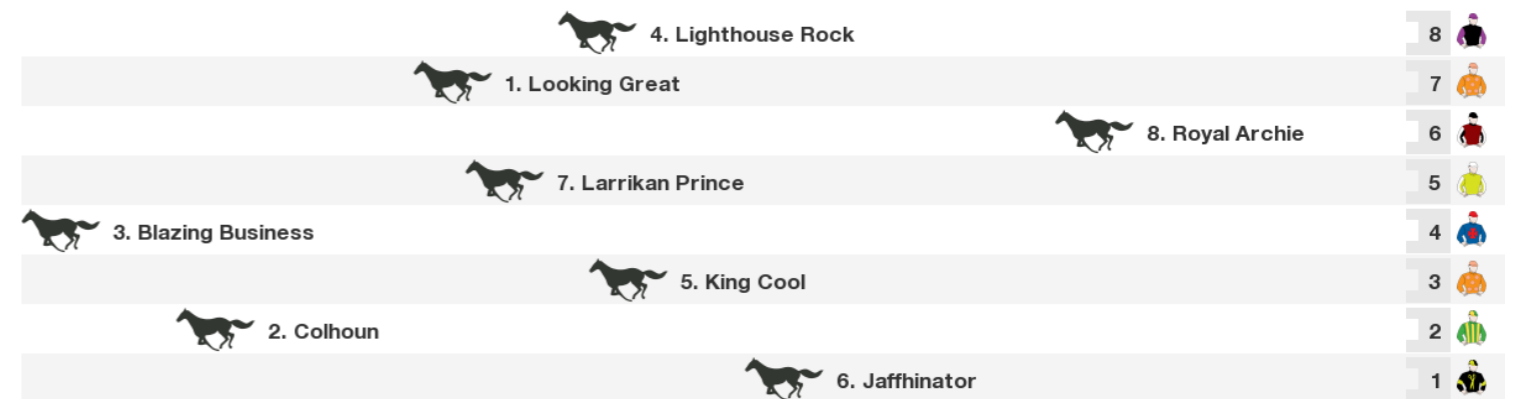 4. Lighthouse Rock 8
1. Looking Great 7
8. Royal Archie 6
7. Larrikan Prince 5
3. Blazing Business 4
5. King Cool 3
2. Colhoun 2
6. Jaffhinator 1